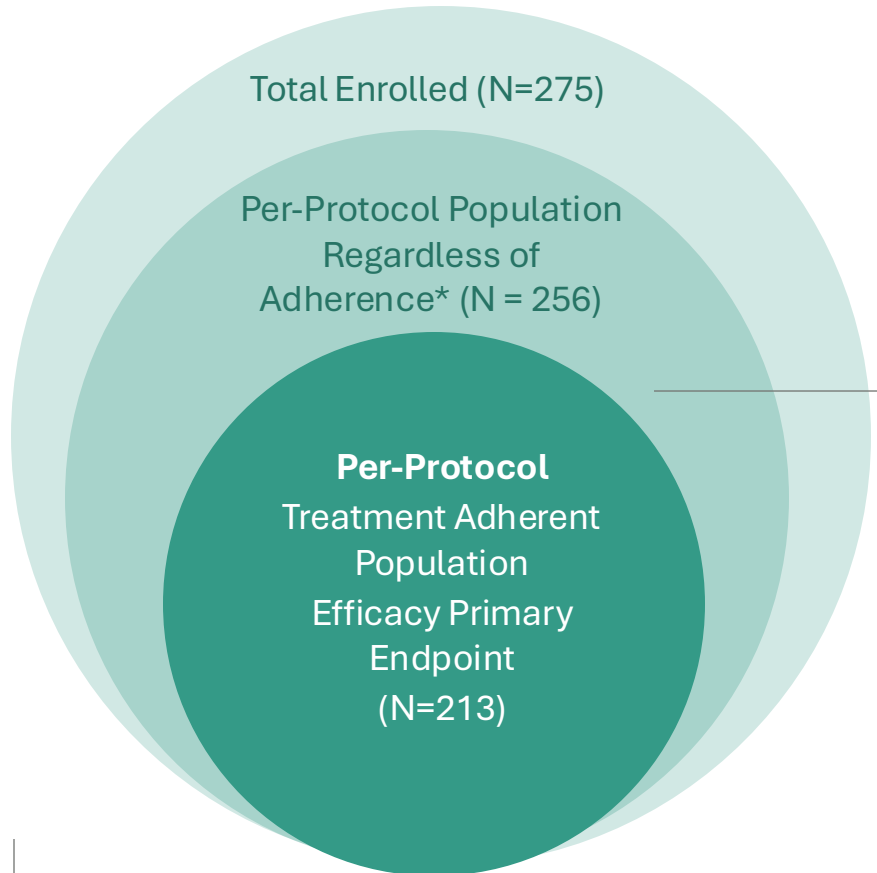 Total Enrolled (N=275)
Per-Protocol Population
Regardless of
Adherence* (N = 256)
Per-Protocol
Treatment Adherent
Population
Efficacy Primary
Endpoint
(N=213)